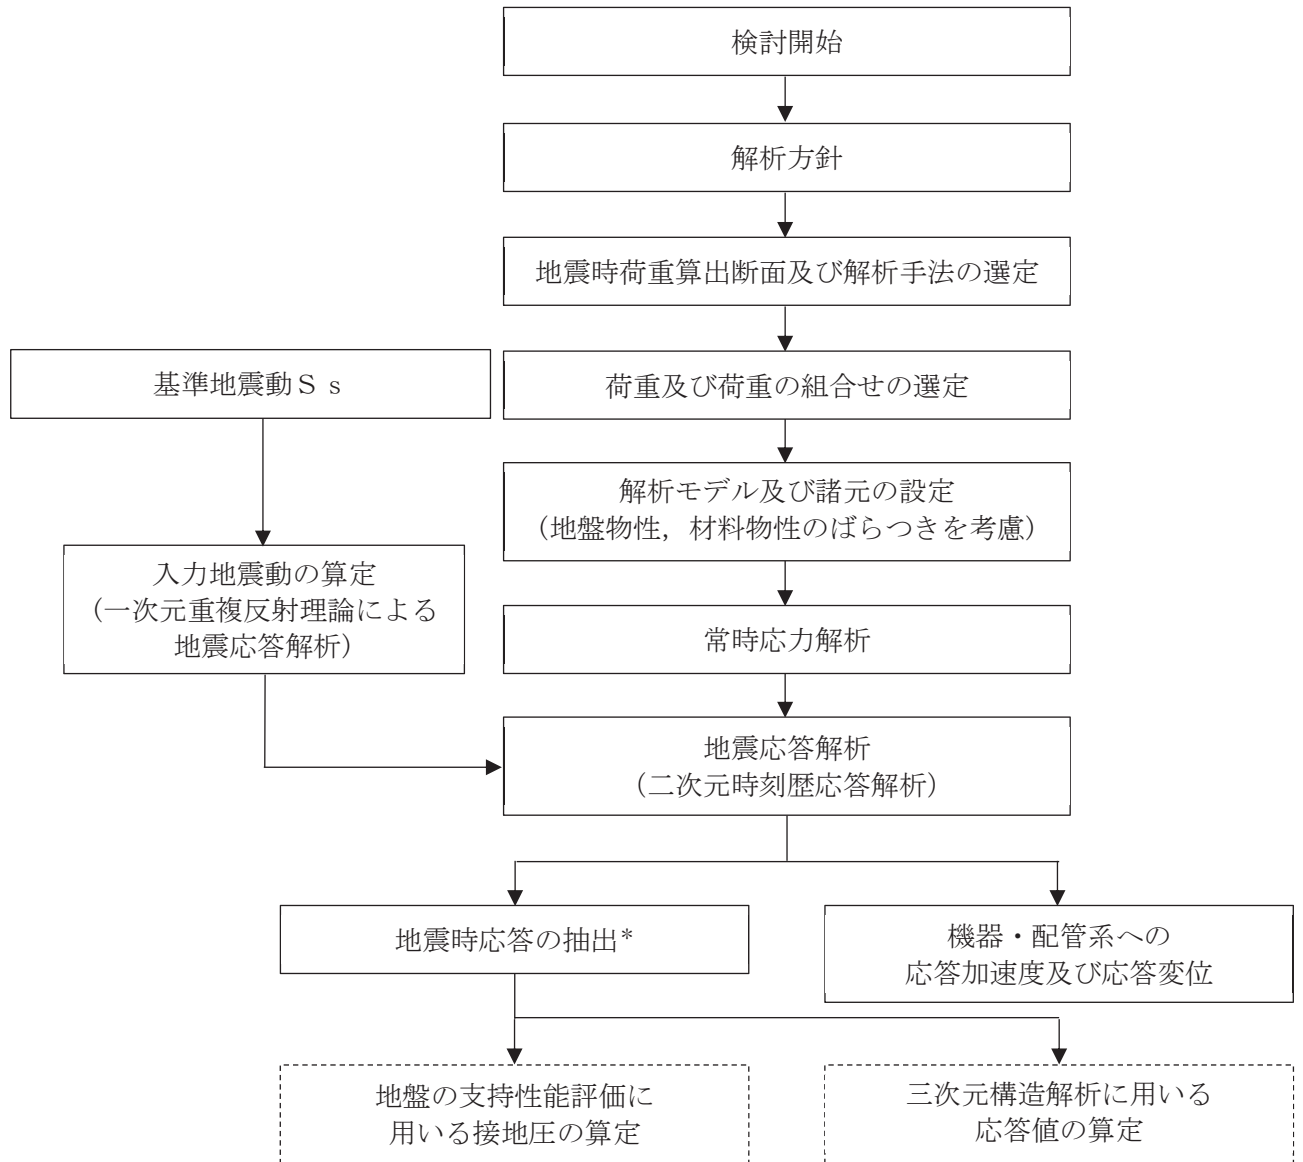 検討開始
解析方針
地震時荷重算出断面及び解析手法の選定
基準地震動Ｓｓ
荷重及び荷重の組合せの選定
解析モデル及び諸元の設定
（地盤物性，材料物性のばらつきを考慮）
入力地震動の算定
（一次元重複反射理論による
地震応答解析）
常時応力解析
地震応答解析
（二次元時刻歴応答解析）
地震時応答の抽出*
機器・配管系への
応答加速度及び応答変位
地盤の支持性能評価に
用いる接地圧の算定
三次元構造解析に用いる
応答値の算定